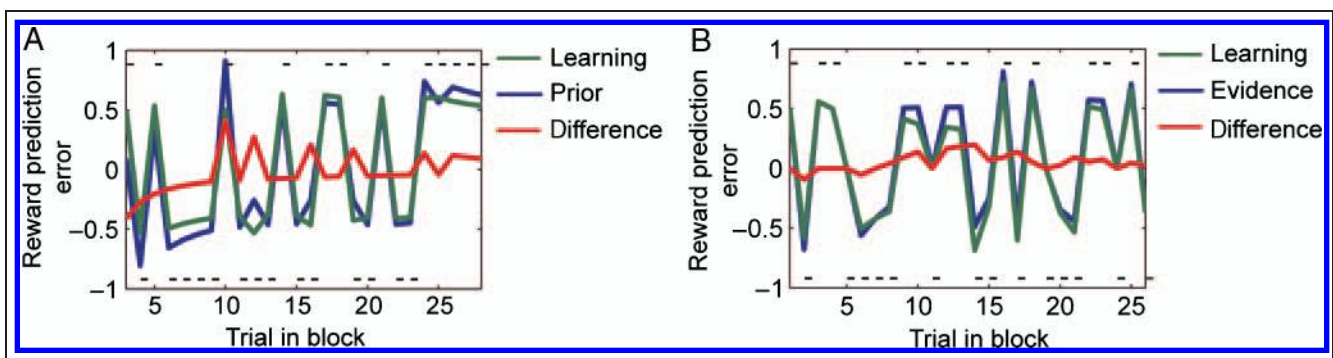 A
Reward prediction
error
1
0.5
0
–0.5
–1
5
10
15
20
25
Trial in block
Learning
Prior
Difference
B
Reward prediction
error
1
0.5
0
–0.5
–1
5
10
15
20
25
Trial in block
Learning
Evidence
Difference